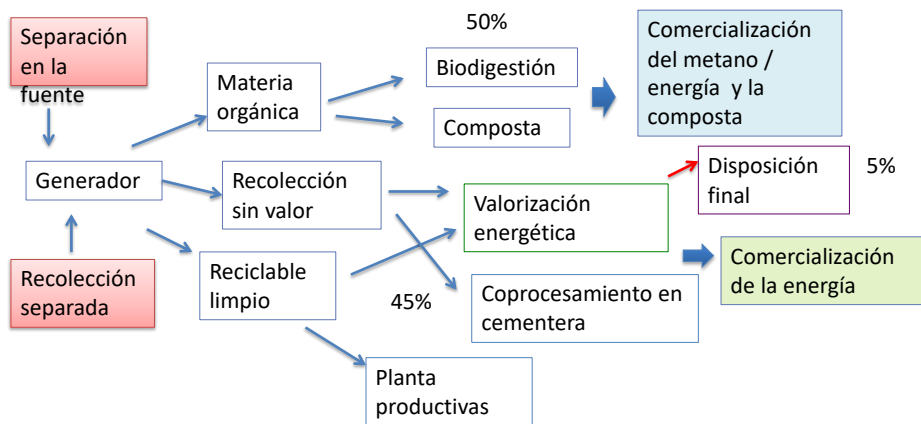 Separación
en la
fuente
50%
Materia
orgánica
Biodigestión
Composta
Comercialización
del metano /
energía y la
composta
Generador
Recolección
sin valor
Valorización
energética
Disposición
final
5%
Recolección
separada
Reciclable
limpio
45%
Coprocesamiento en
cementera
Comercialización
de la energía
Planta
productivas